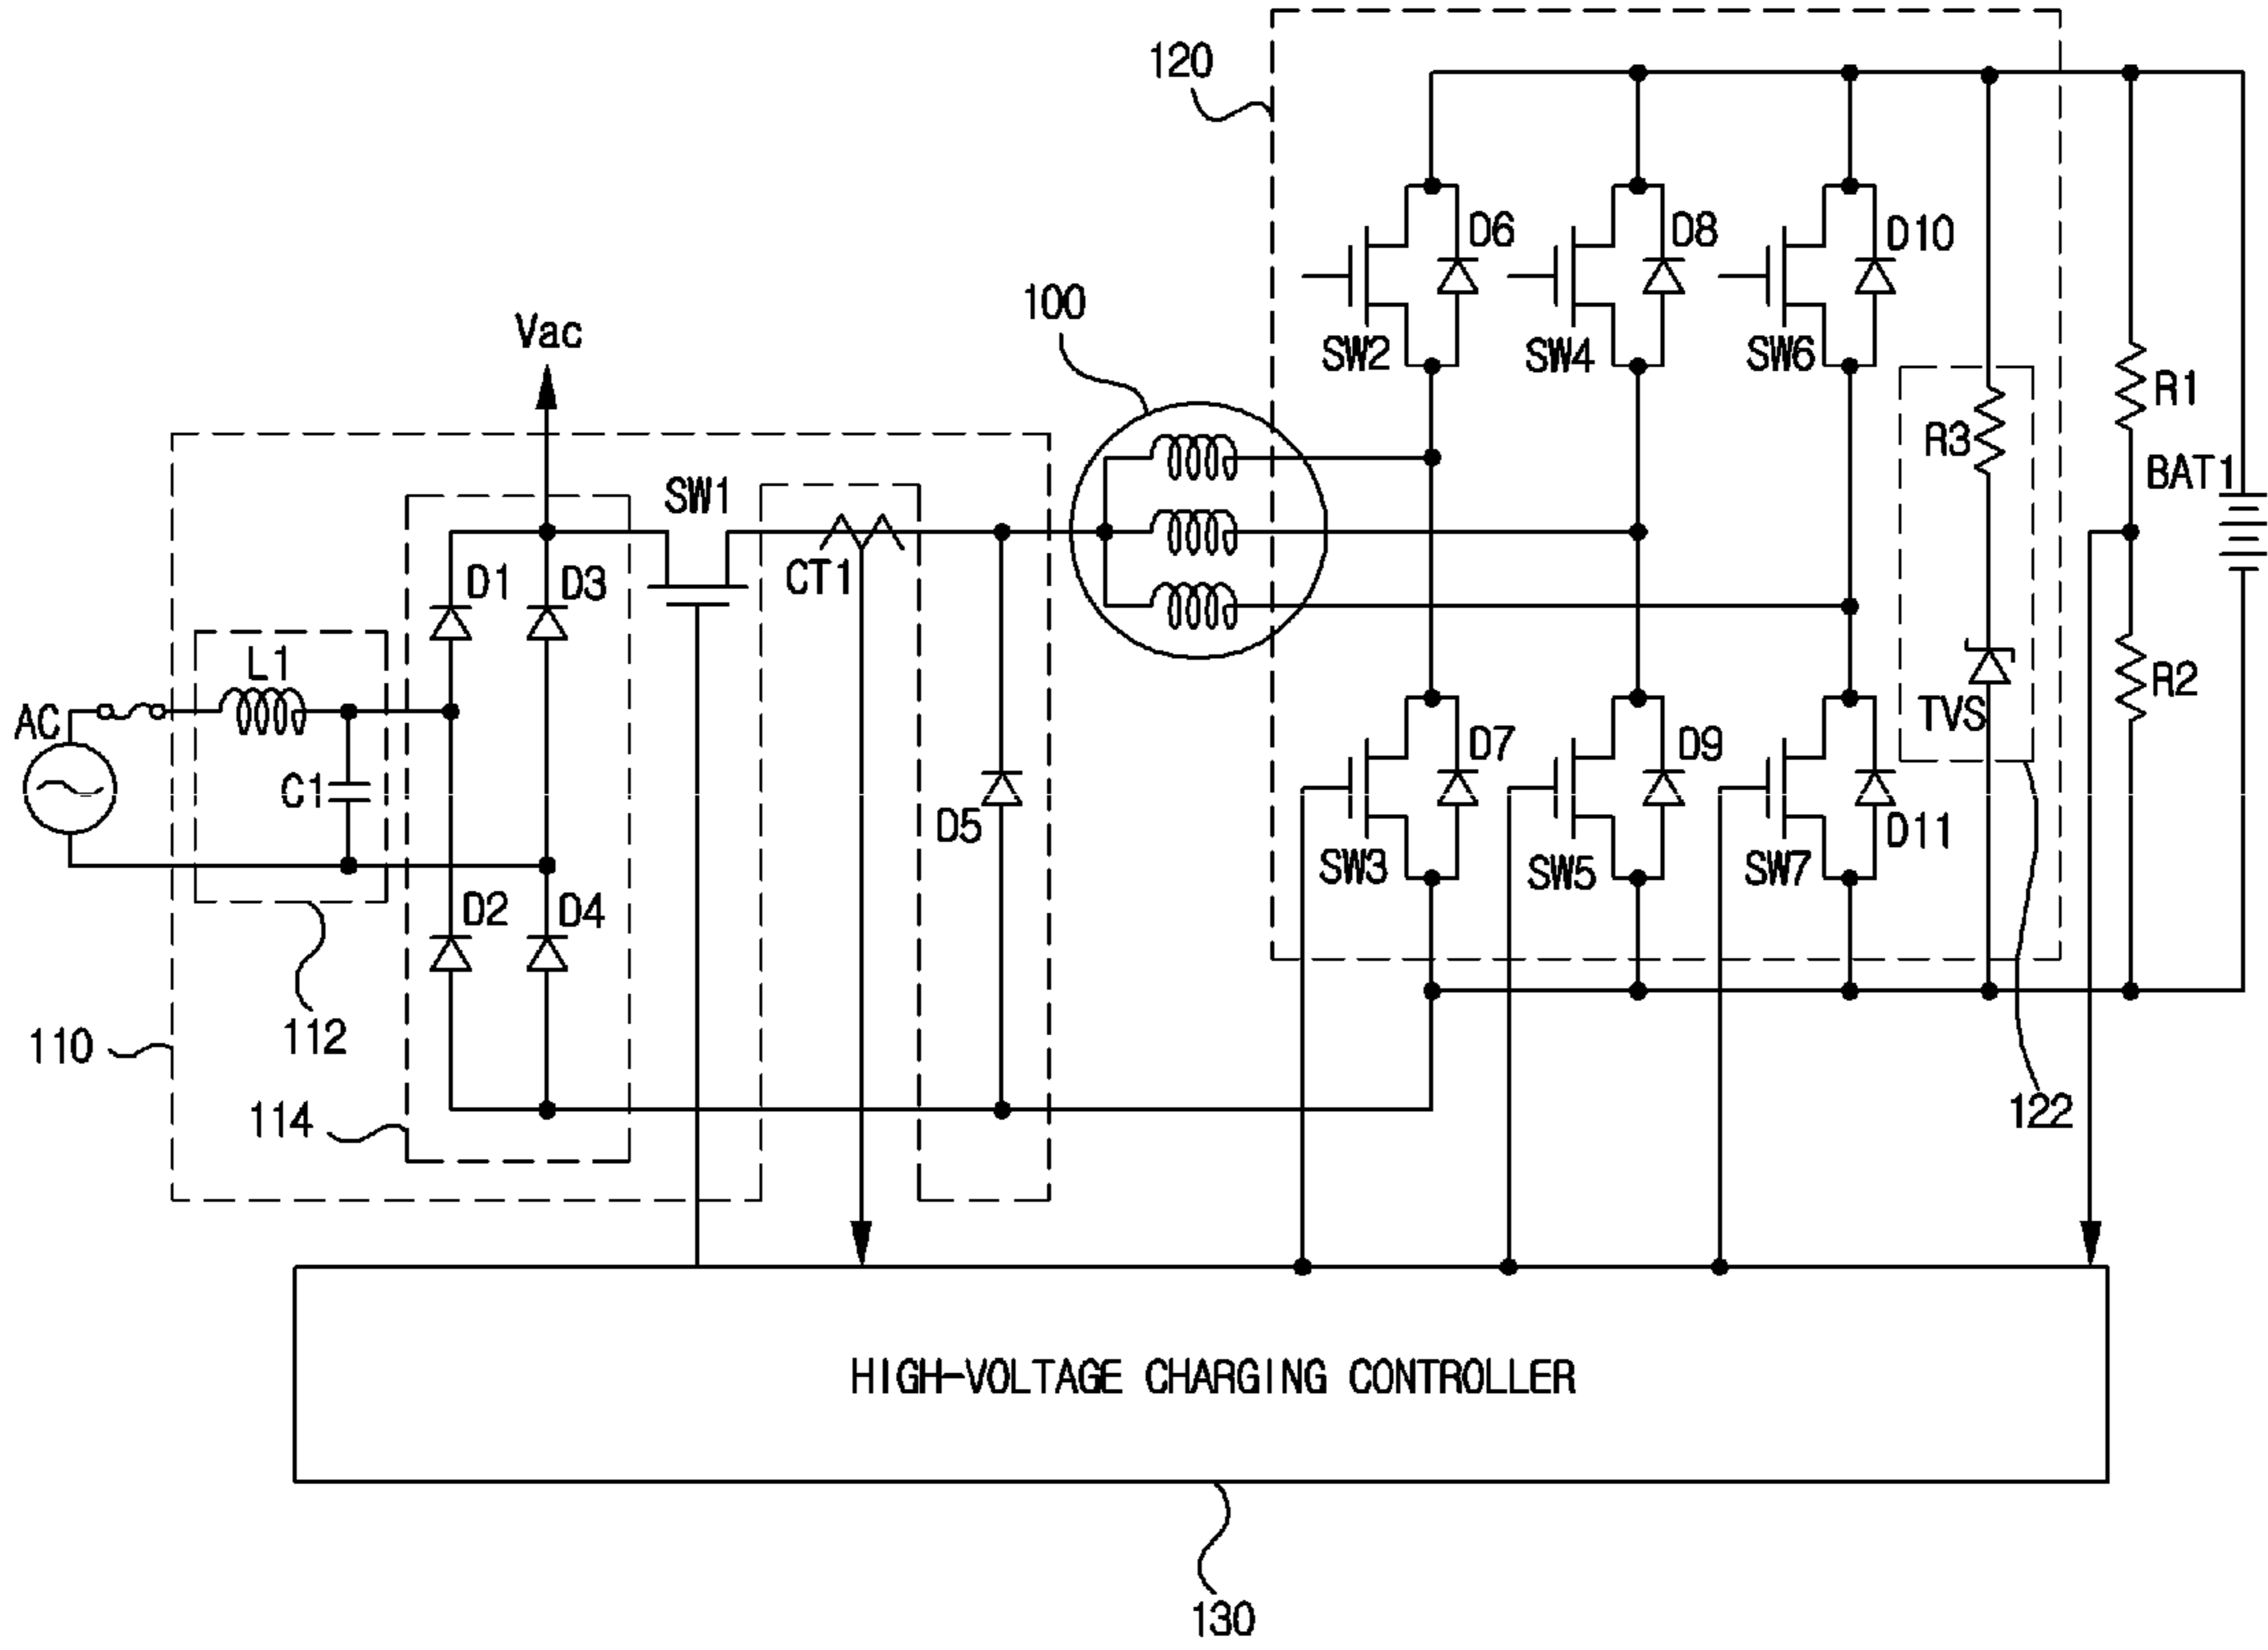 120
D6
D8
D10
100
Vac
SW2
SW4
SW6
R1
R3
BAT1
SW1
CT1
D1
D3
L1
R2
AC
TVS
D7
D9
C1
D5
D11
SW3
SW5
SW7
D2
D4
110
112
114
122
HIGH-VOLTAGE CHARGING CONTROLLER
130